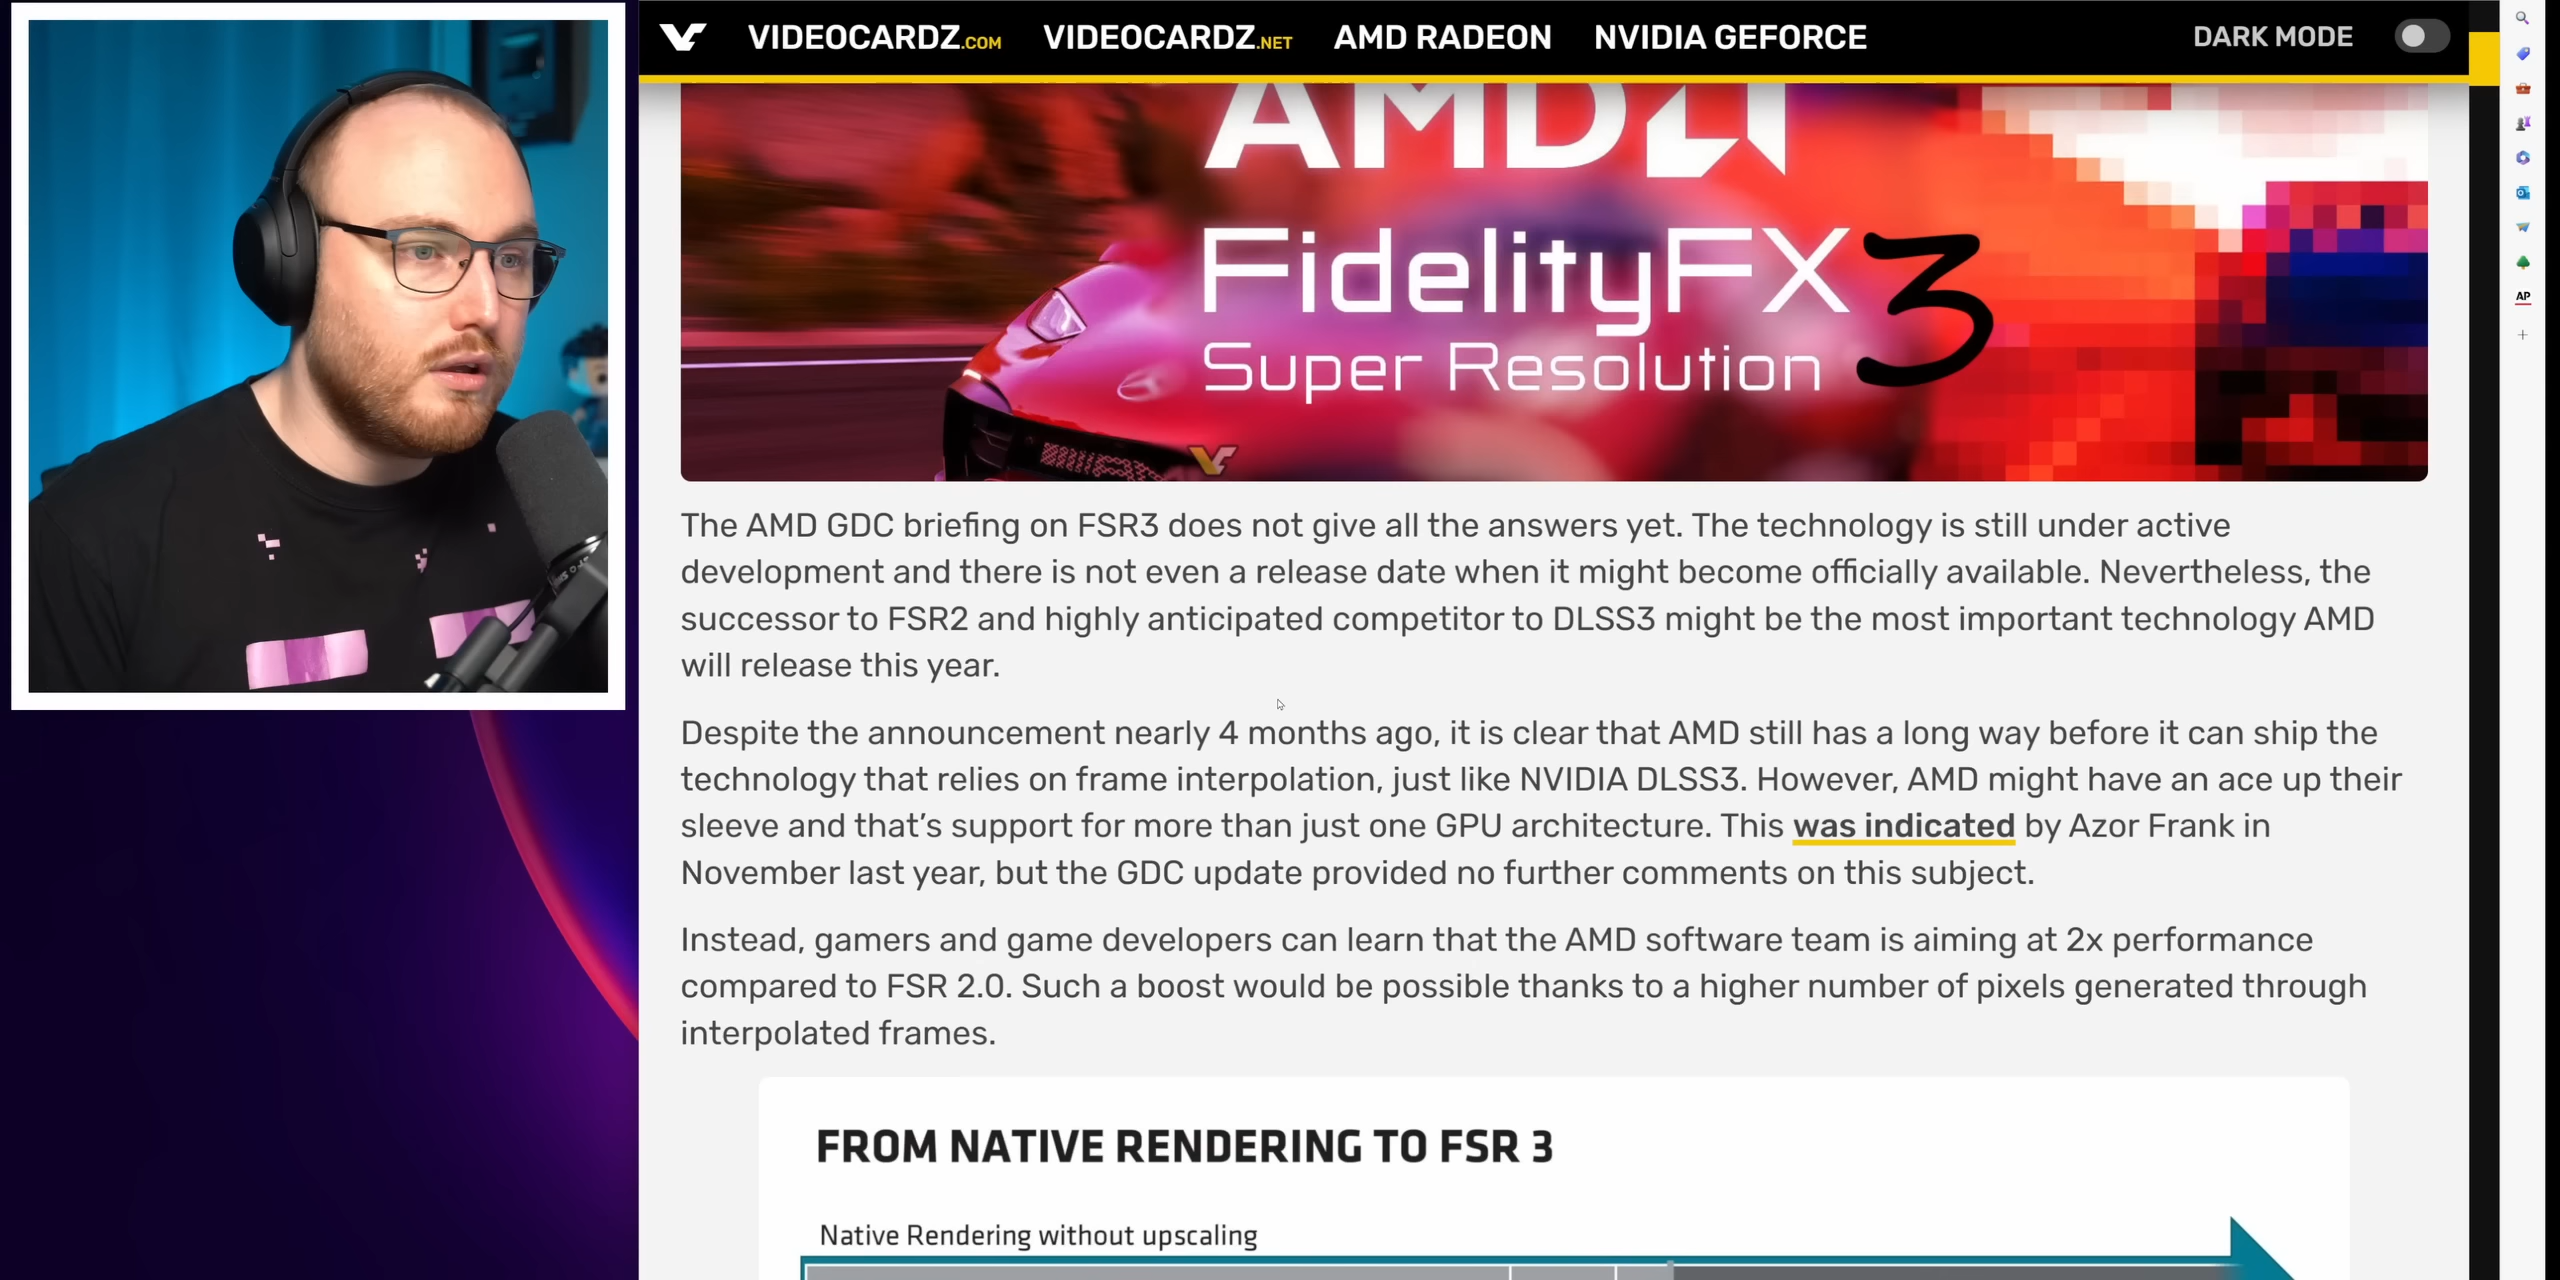 VIDEOCARDZ.COM VIDEOCARDZ.NET AMD RADEON NVIDIA GEFORCE DARK MODE
AMD
FidelityFX 3
Super Resolution
The AMD GDC briefing on FSR3 does not give all the answers yet. The technology is still under active
development and there is not even a release date when it might become officially available. Nevertheless, the
successor to FSR2 and highly anticipated competitor to DLSS3 might be the most important technology AMD
will release this year.
Despite the announcement nearly 4 months ago, it is clear that AMD still has a long way before it can ship the
technology that relies on frame interpolation, just like NVIDIA DLSS3. However, AMD might have an ace up their
sleeve and that's support for more than just one GPU architecture. This was indicated by Azor Frank in
November last year, but the GDC update provided no further comments on this subject.
Instead, gamers and game developers can learn that the AMD software team is aiming at 2x performance
compared to FSR 2.0. Such a boost would be possible thanks to a higher number of pixels generated through
interpolated frames.
FROM NATIVE RENDERING TO FSR 3
Native Rendering without upscaling
AP